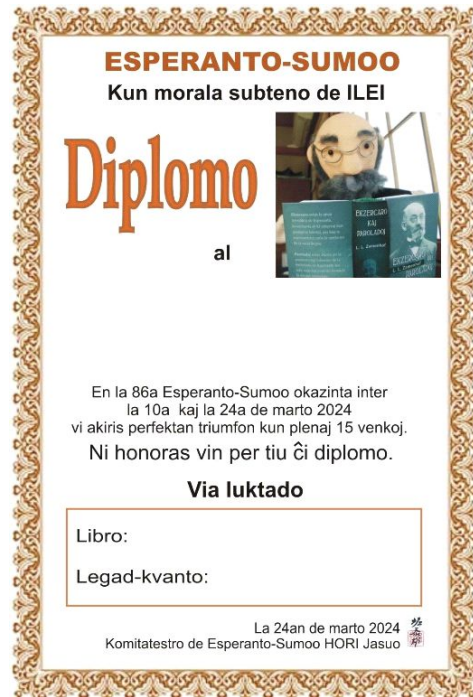 ESPERANTO-SUMOO
Kun morala subteno de ILEI
Diplomo
EKZERCARO
KAJ
PAROLADOJ
L. L. Zamenhof
al
En la 86a Esperanto-Sumoo okazinta inter
la 10a kaj la 24a de marto 2024
vi akiris perfektan triumfon kun plenaj 15 venkoj.
Ni honoras vin per tiu ĉi diplomo.
Via luktado
Libro:
Legad-kvanto:
La 24an de marto 2024
Komitatestro de Esperanto-Sumoo HORI Jasuo